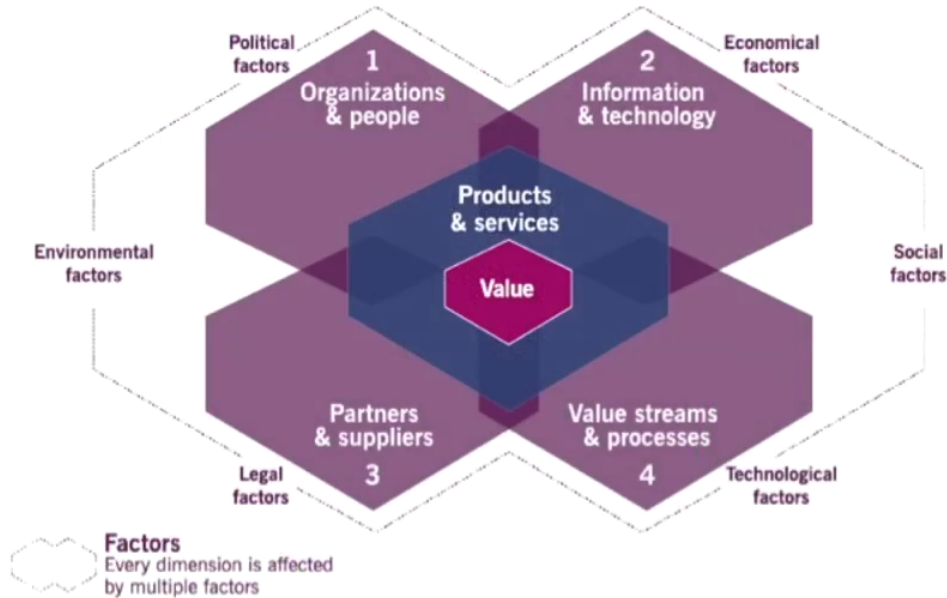 Political
factors
Economical
factors
1
Organizations
& people
2
Information
& technology
Products
& services
Value
Environmental
factors
Social
factors
Partners
& suppliers
3
Value streams
& processes
4
Legal
factors
Technological
factors
Factors
Every dimension is affected
by multiple factors